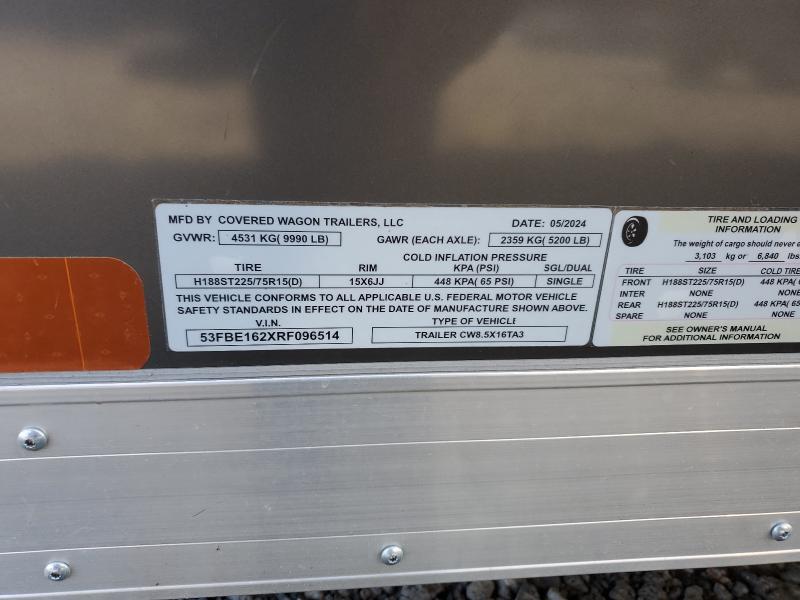 MFD BY COVERED WAGON TRAILERS, LLC DATE: 05/2024
GVWR: 4531 KG( 9990 LB) GAWR (EACH AXLE): 2359 KG( 5200 LB)
COLD INFLATION PRESSURE
TIRE RIM KPA (PSI) SGL/DUAL
H188ST225/75R15(D) 15X6JJ 448 KPA( 65 PSI) SINGLE
THIS VEHICLE CONFORMS TO ALL APPLICABLE U.S. FEDERAL MOTOR VEHICLE
SAFETY STANDARDS IN EFFECT ON THE DATE OF MANUFACTURE SHOWN ABOVE.
V.I.N. TYPE OF VEHICLE
53FBE162XRF096514 TRAILER CW8.5X16TA3
TIRE AND LOADING
INFORMATION
The weight of cargo should never
3,103 kg or 6,840 lbs
TIRE SIZE COLD TIRE
FRONT H188ST225/75R15(D) 448 KPA(
INTER NONE NONE
REAR H188ST225/75R15(D) 448 KPA( 65
SPARE NONE NONE
SEE OWNER'S MANUAL
FOR ADDITIONAL INFORMATION